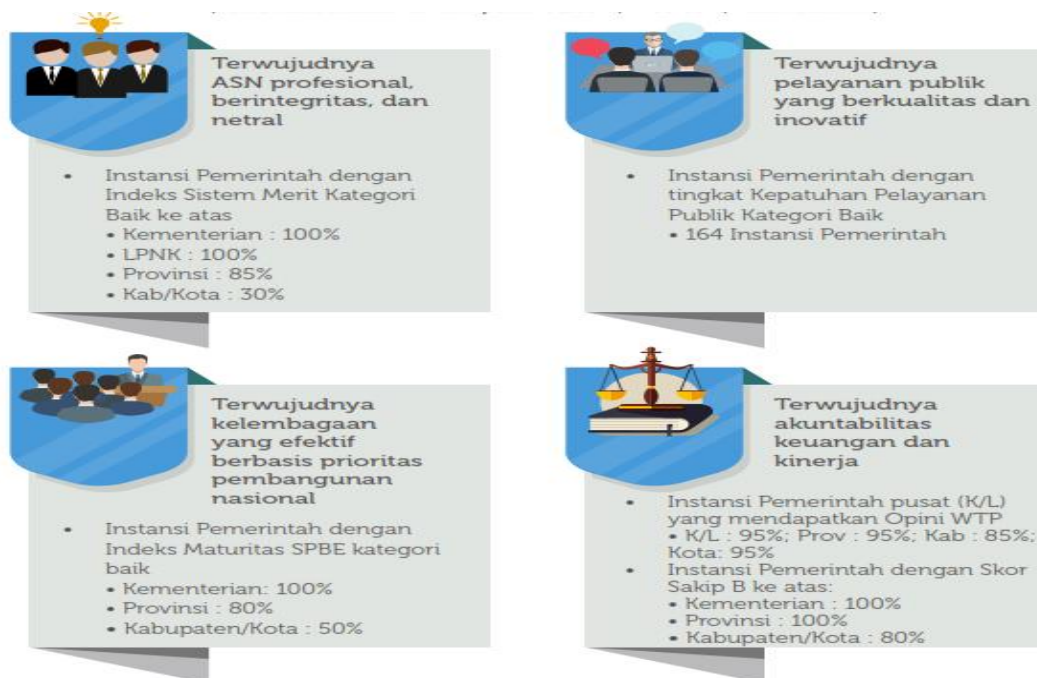 Terwujudnya
ASN profesional,
berintegritas, dan
netral
• Instansi Pemerintah dengan
Indeks Sistem Merit Kategori
Baik ke atas
• Kementerian : 100%
• LPNK : 100%
• Provinsi : 85%
• Kab/Kota : 30%
Terwujudnya
pelayanan publik
yang berkualitas dan
inovatif
• Instansi Pemerintah dengan
tingkat Kepatuhan Pelayanan
Publik Kategori Baik
• 164 Instansi Pemerintah
Terwujudnya
kelembagaan
yang efektif
berbasis prioritas
pembangunan
nasional
• Instansi Pemerintah dengan
Indeks Maturitas SPBE kategori
baik
• Kementerian: 100%
• Provinsi : 80%
• Kabupaten/Kota : 50%
Terwujudnya
akuntabilitas
keuangan dan
kinerja
• Instansi Pemerintah pusat (K/L)
yang mendapatkan Opini WTP
• K/L : 95%; Prov : 95%; Kab : 85%;
Kota: 95%
• Instansi Pemerintah dengan Skor
Sakip B ke atas:
• Kementerian : 100%
• Provinsi : 100%
• Kabupaten/Kota : 80%